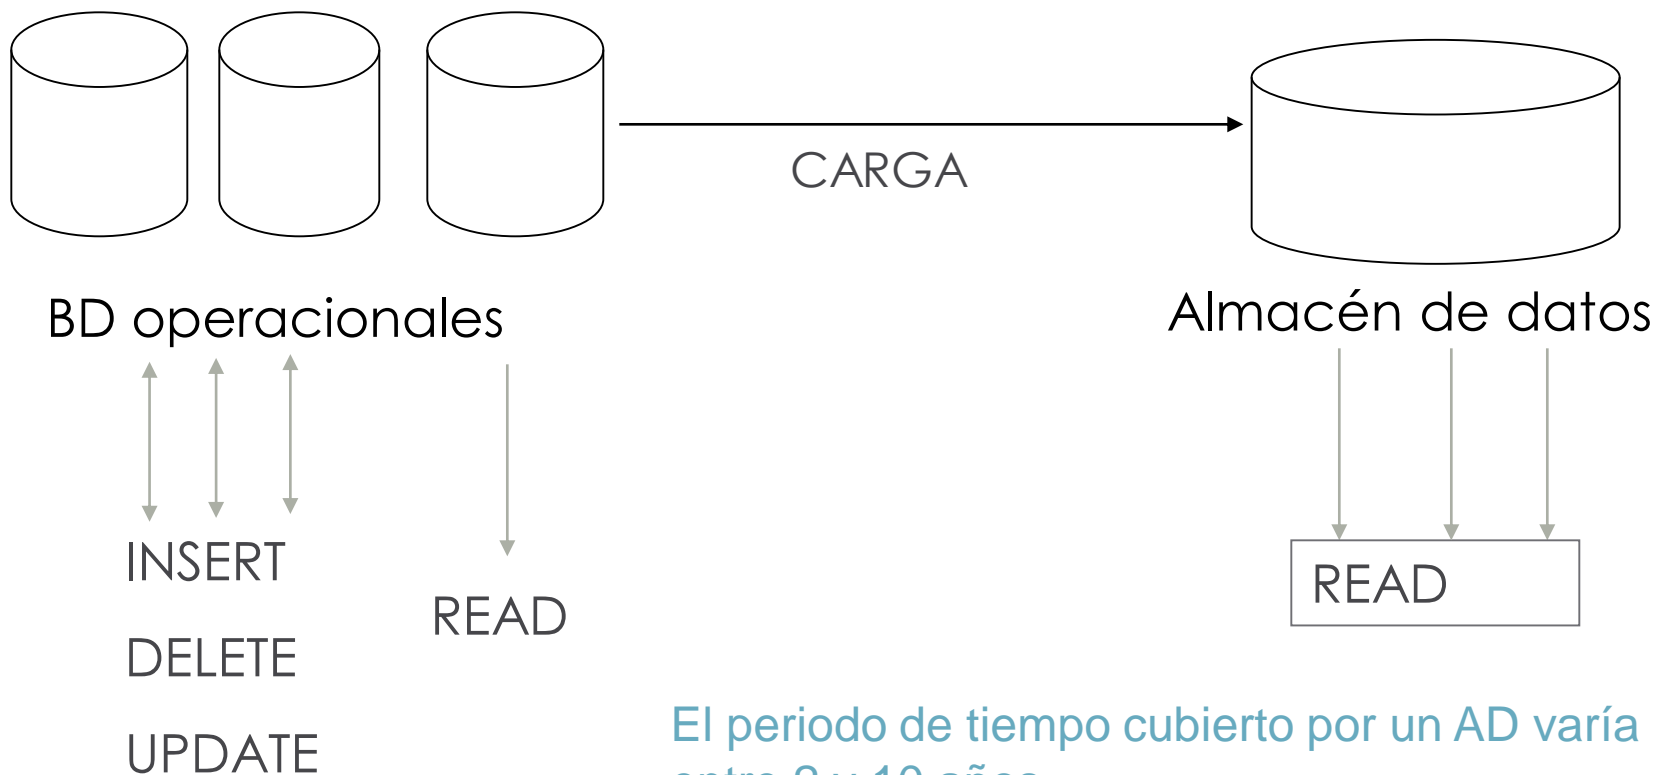 CARGA
BD operacionales
Almacén de datos
INSERT
READ
READ
DELETE
UPDATE
El periodo de tiempo cubierto por un AD varía